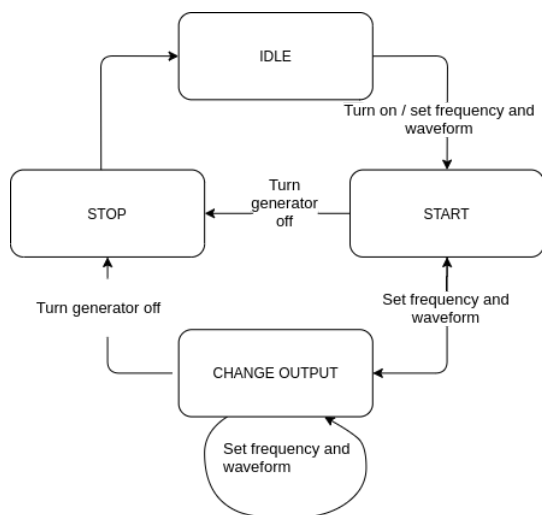 IDLE
Turn on / set frequency and
waveform
STOP
Turn
generator
off
START
Turn generator off
Set frequency and
waveform
CHANGE OUTPUT
Set frequency and
waveform